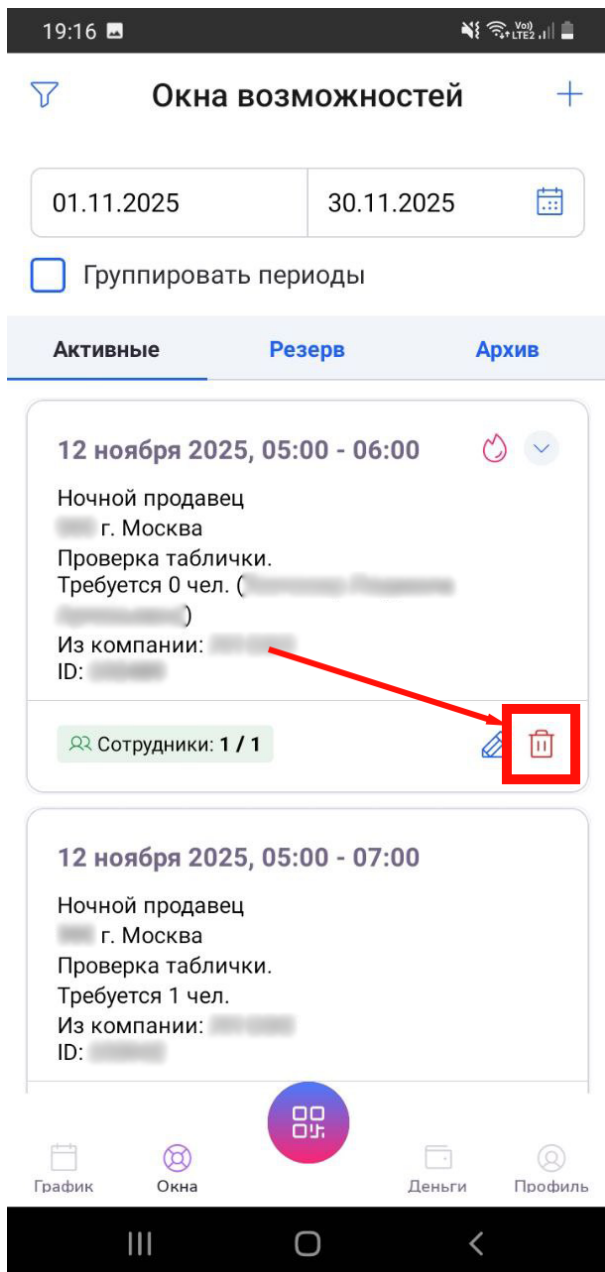 19:16
Vo)) LTE2
Окна возможностей
01.11.2025 30.11.2025
Группировать периоды
Активные Резерв Архив
12 ноября 2025, 05:00 - 06:00
Ночной продавец
г. Москва
Проверка таблички.
Требуется 0 чел. (
)
Из компании:
ID:
Сотрудники: 1 / 1
12 ноября 2025, 05:00 - 07:00
Ночной продавец
г. Москва
Проверка таблички.
Требуется 1 чел.
Из компании:
ID:
График Окна Деньги Профиль